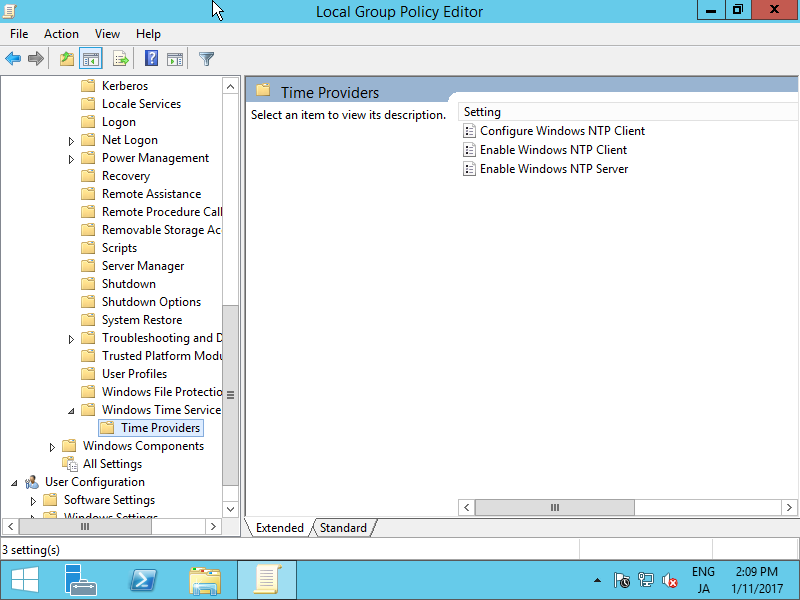 Local Group Policy Editor
File Action View Help
Kerberos
Locale Services
Logon
Net Logon
Power Management
Recovery
Remote Assistance
Remote Procedure Call
Removable Storage Ac
Scripts
Server Manager
Shutdown
Shutdown Options
System Restore
Troubleshooting and D
Trusted Platform Modu
User Profiles
Windows File Protectio
Windows Time Service
Time Providers
Windows Components
All Settings
User Configuration
Software Settings
Windows Settings
Time Providers
Select an item to view its description.
Setting
Configure Windows NTP Client
Enable Windows NTP Client
Enable Windows NTP Server
Extended Standard
3 setting(s)
ENG 2:09 PM
JA 1/11/2017